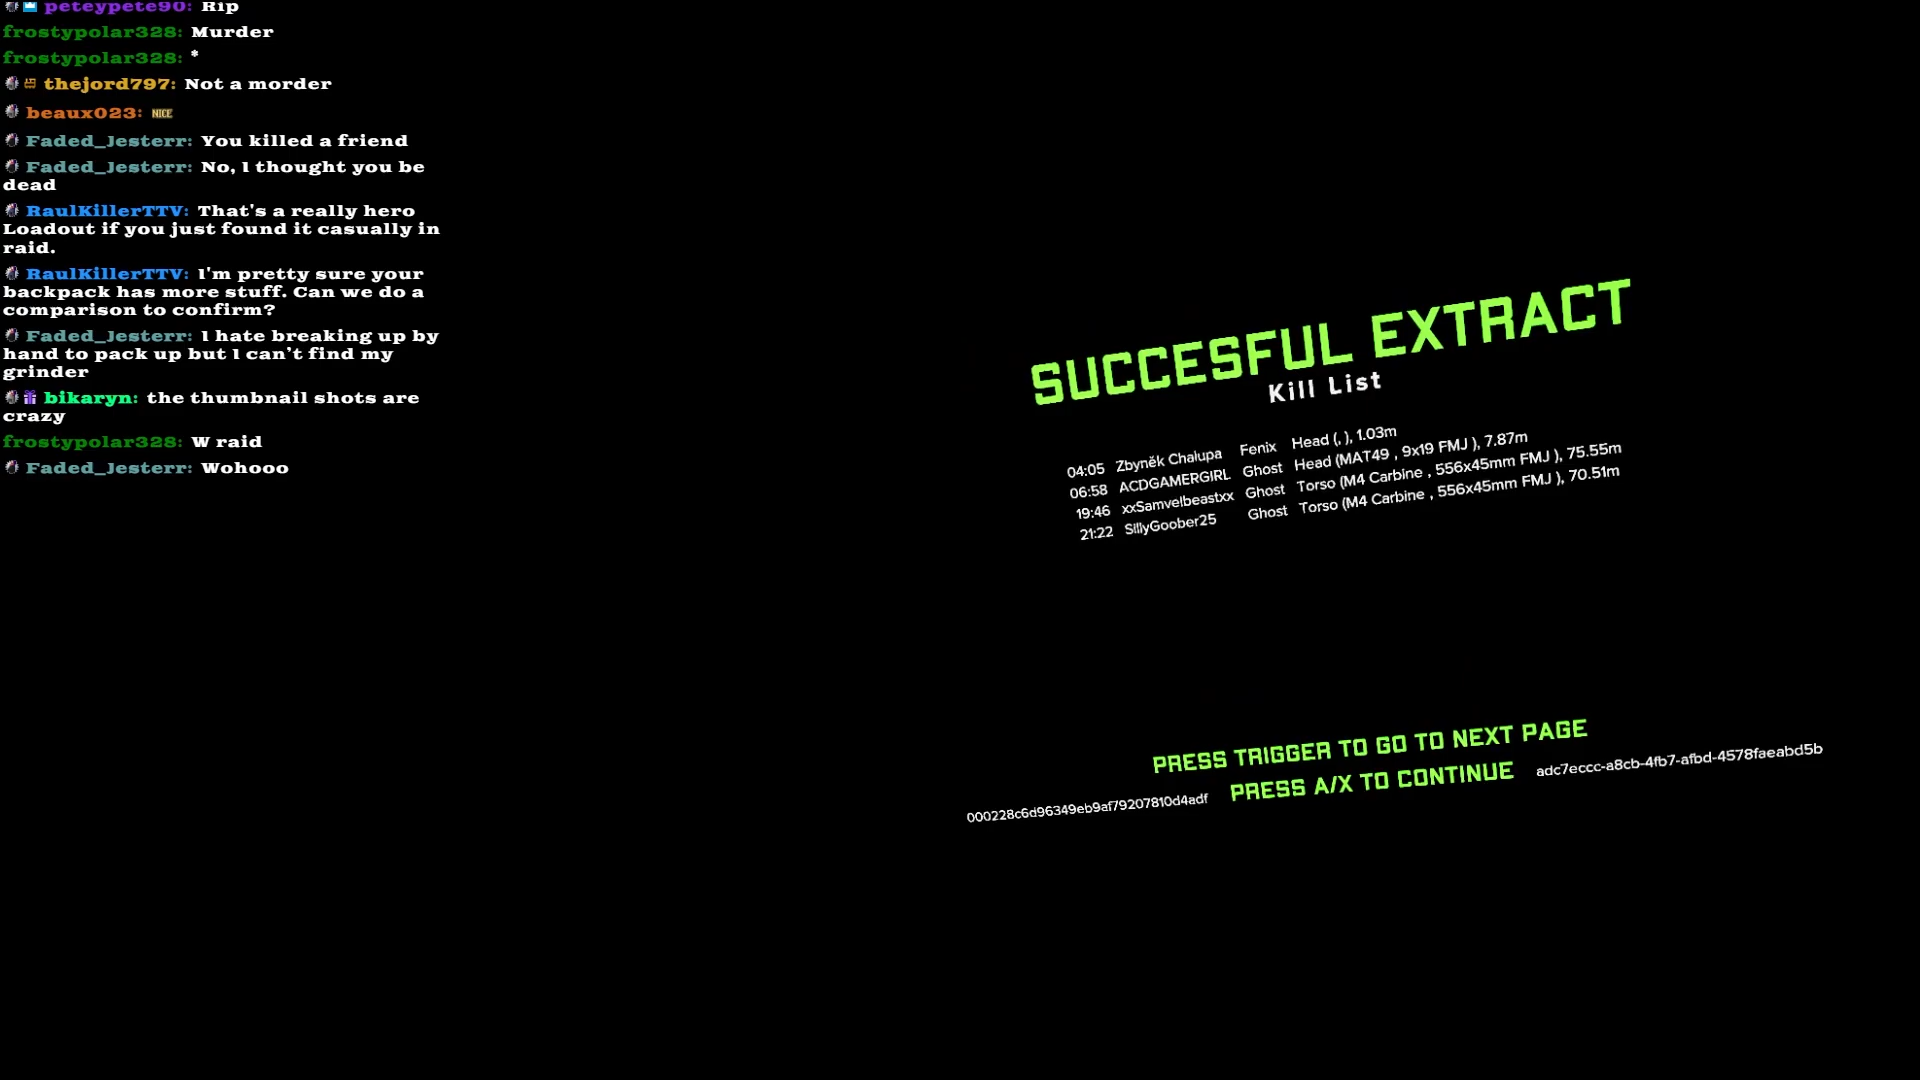 peteypete90: Rip
frostypolar328: Murder
frostypolar328: *
thejord797: Not a morder
beaux023: NICE
Faded_Jesterr: You killed a friend
Faded_Jesterr: No, I thought you be
dead
RaulKillerTTV: That's a really hero
Loadout if you just found it casually in
raid.
RaulKillerTTV: I'm pretty sure your
backpack has more stuff. Can we do a
comparison to confirm?
Faded_Jesterr: I hate breaking up by
hand to pack up but I can't find my
grinder
bikaryn: the thumbnail shots are
crazy
frostypolar328: W raid
Faded_Jesterr: Wohooo
SUCCESFUL EXTRACT
Kill List
04:05 Zbyněk Chalupa Fenix Head (, ), 1.03m
06:58 ACDGAMERGIRL Ghost Head (MAT49 , 9x19 FMJ ), 7.87m
19:46 xxSamvelbeastxx Ghost Torso (M4 Carbine , 556x45mm FMJ ), 75.55m
21:22 SillyGoober25 Ghost Torso (M4 Carbine , 556x45mm FMJ ), 70.51m
PRESS TRIGGER TO GO TO NEXT PAGE
000228c6d96349eb9af79207810d4adf PRESS A/X TO CONTINUE adc7eccc-a8cb-4fb7-afbd-4578faeabd5b